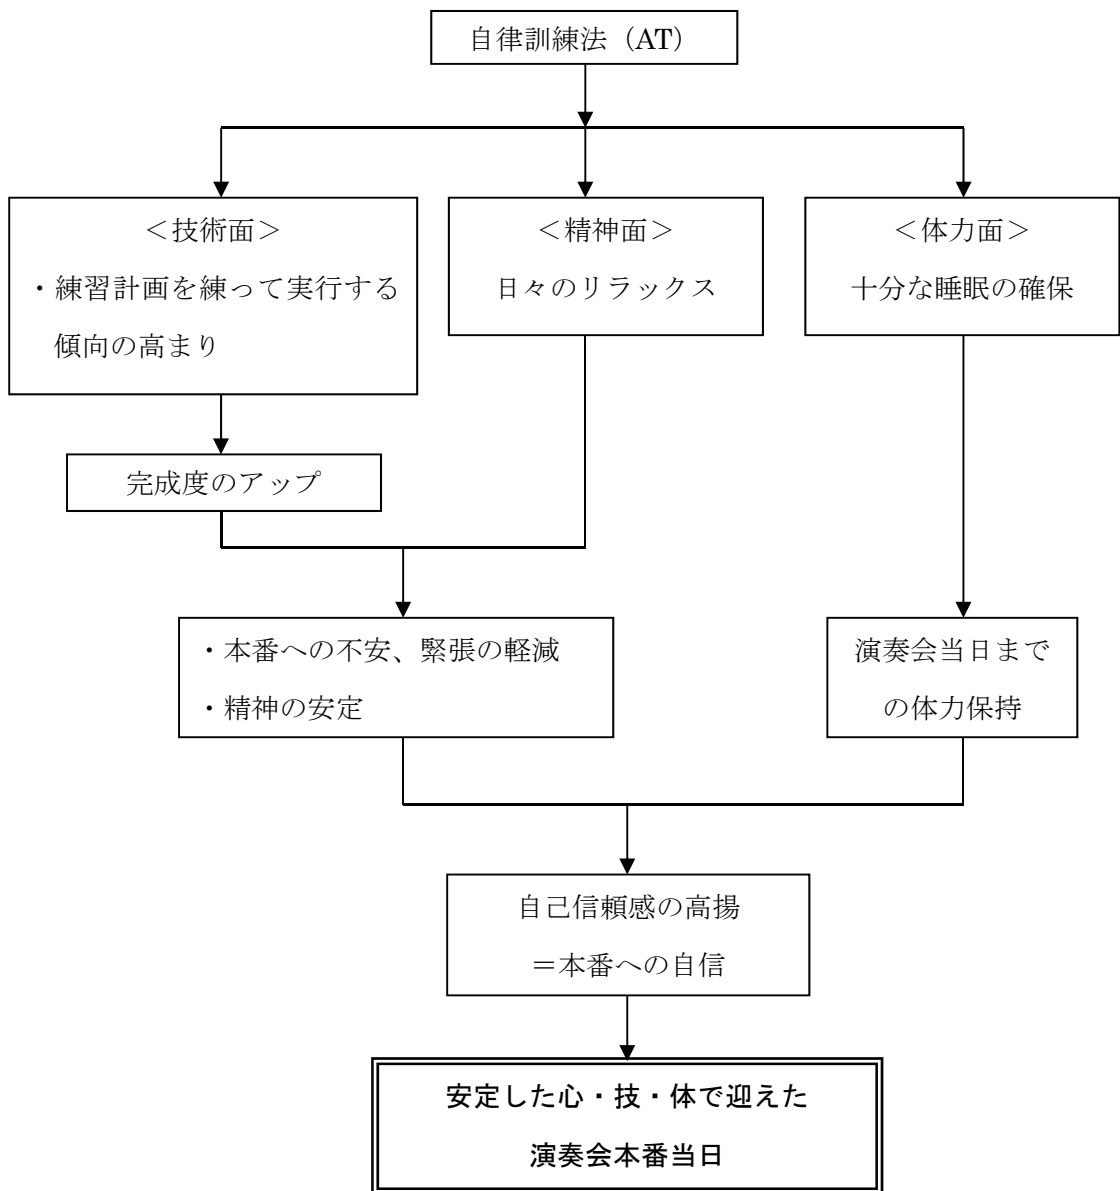 自律訓練法（AT）
＜技術面＞
・練習計画を練って実行する
傾向の高まり
＜精神面＞
日々のリラックス
＜体力面＞
十分な睡眠の確保
完成度のアップ
・本番への不安、緊張の軽減
・精神の安定
演奏会当日まで
の体力保持
自己信頼感の高揚
＝本番への自信
安定した心・技・体で迎えた
演奏会本番当日